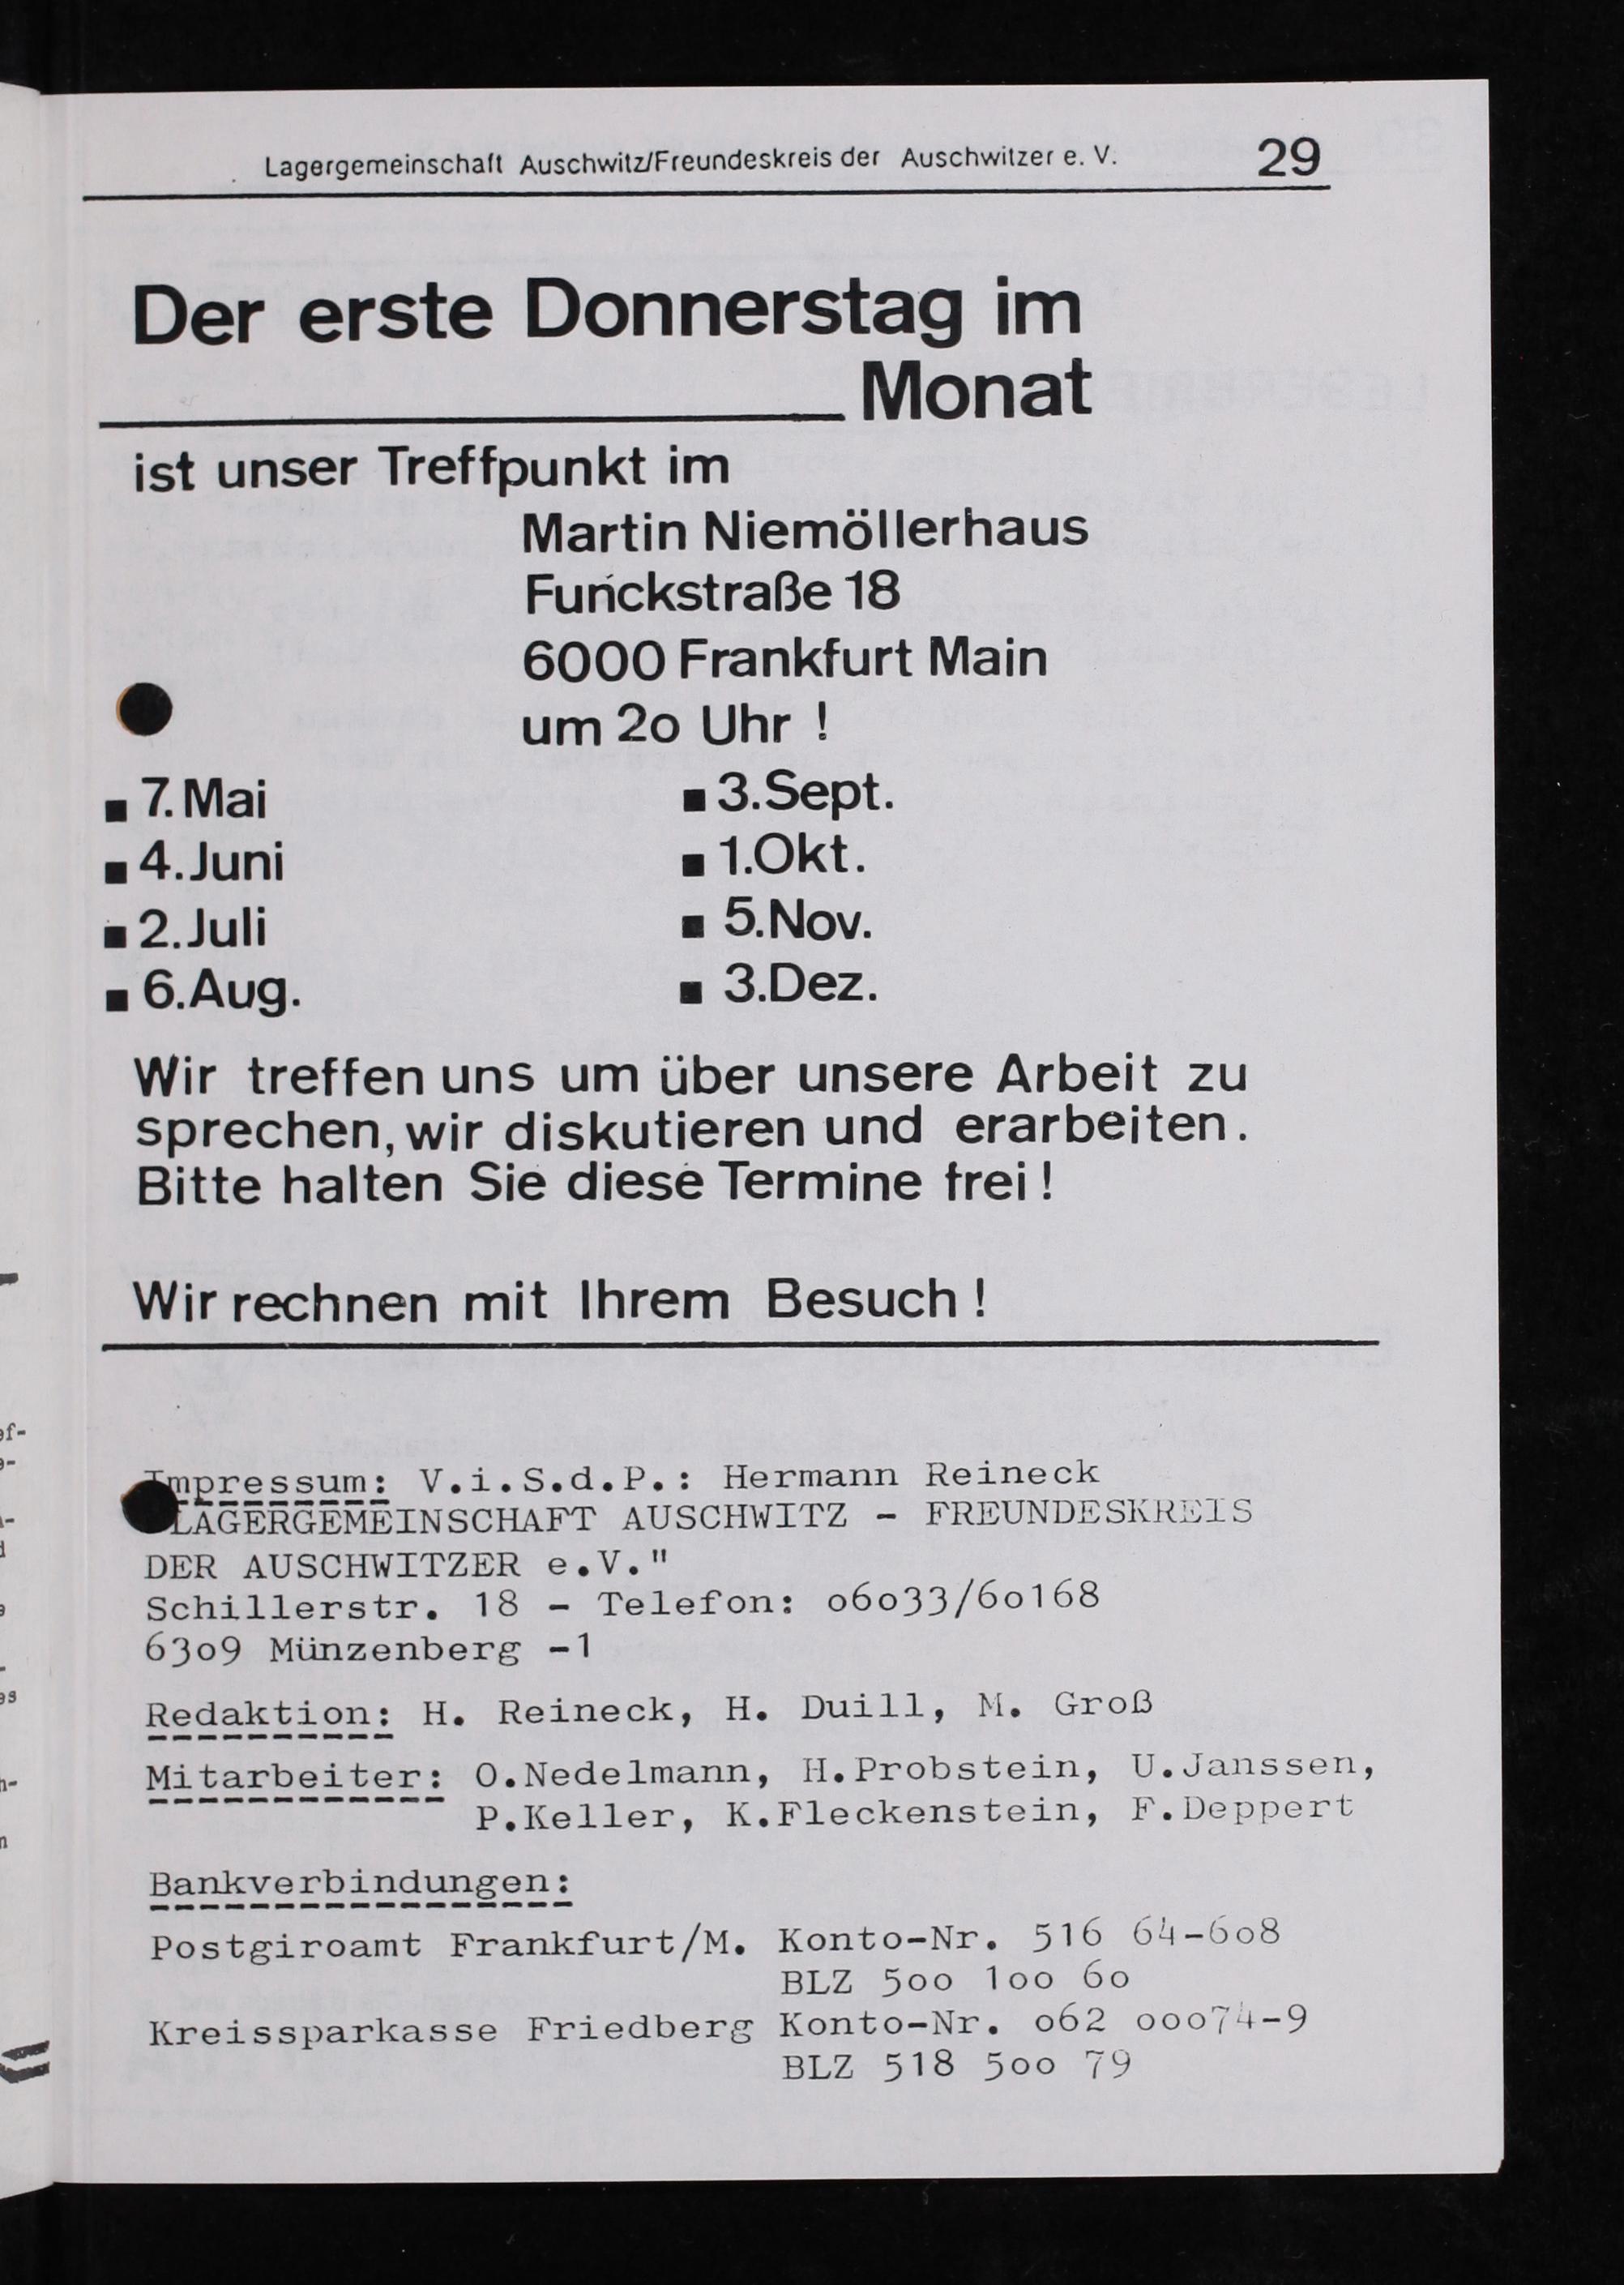 Lagergemeinschaft Auschwitz/Freundeskreis der Auschwitzer e. V. 29
Der erste Donnerstag im
Monat
ist unser Treffpunkt im
Martin Niemöllerhaus
Funckstraße 18
6000 Frankfurt Main
um 2o Uhr !
■ 7. Mai ■ 3.Sept.
■ 4.Juni ■ 1.Okt.
■ 2.Juli ■ 5.Nov.
■ 6.Aug. ■ 3.Dez.
Wir treffen uns um über unsere Arbeit zu
sprechen, wir diskutieren und erarbeiten.
Bitte halten Sie diese Termine frei !
Wir rechnen mit Ihrem Besuch !
Impressum: V.i.S.d.P.: Hermann Reineck
LAGERGEMEINSCHAFT AUSCHWITZ - FREUNDESKREIS
DER AUSCHWITZER e.V."
Schillerstr. 18 - Telefon: o6o33/6o168
63o9 Münzenberg -1
Redaktion: H. Reineck, H. Duill, M. Groß
Mitarbeiter: O.Nedelmann, H.Probstein, U.Janssen,
P.Keller, K.Fleckenstein, F.Deppert
Bankverbindungen:
Postgiroamt Frankfurt/M. Konto-Nr. 516 64-6o8
BLZ 5oo 1oo 6o
Kreissparkasse Friedberg Konto-Nr. o62 ooo74-9
BLZ 518 5oo 79